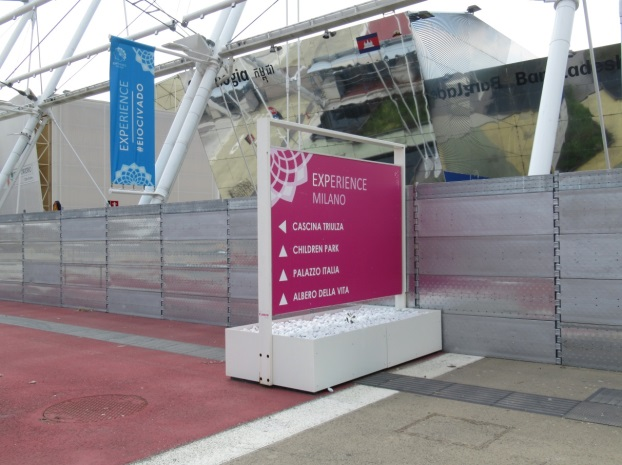 EXPERIENCE
#EIOCIVADO
EXPERIENCE
MILANO
CASCINA TRIULZA
CHILDREN PARK
PALAZZO ITALIA
ALBERO DELLA VITA